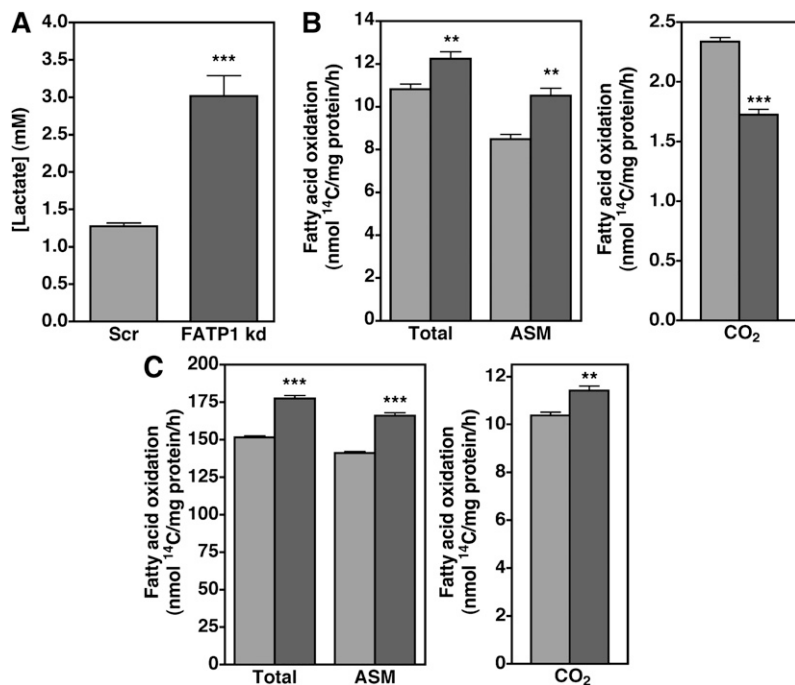 A
[Lactate] (mM)
4.0
3.5
3.0
2.5
2.0
1.5
1.0
0.5
0.0
***
Scr
FATP1 kd
B
Fatty acid oxidation
(nmol ¹⁴C/mg protein/h)
14
12
10
8
6
4
2
0
**
**
Total
ASM
Fatty acid oxidation
(nmol ¹⁴C/mg protein/h)
2.5
2.0
1.5
1.0
0.5
0.0
***
CO₂
C
Fatty acid oxidation
(nmol ¹⁴C/mg protein/h)
200
175
150
125
100
75
50
25
0
***
***
Total
ASM
Fatty acid oxidation
(nmol ¹⁴C/mg protein/h)
12
10
8
6
4
2
0
**
CO₂